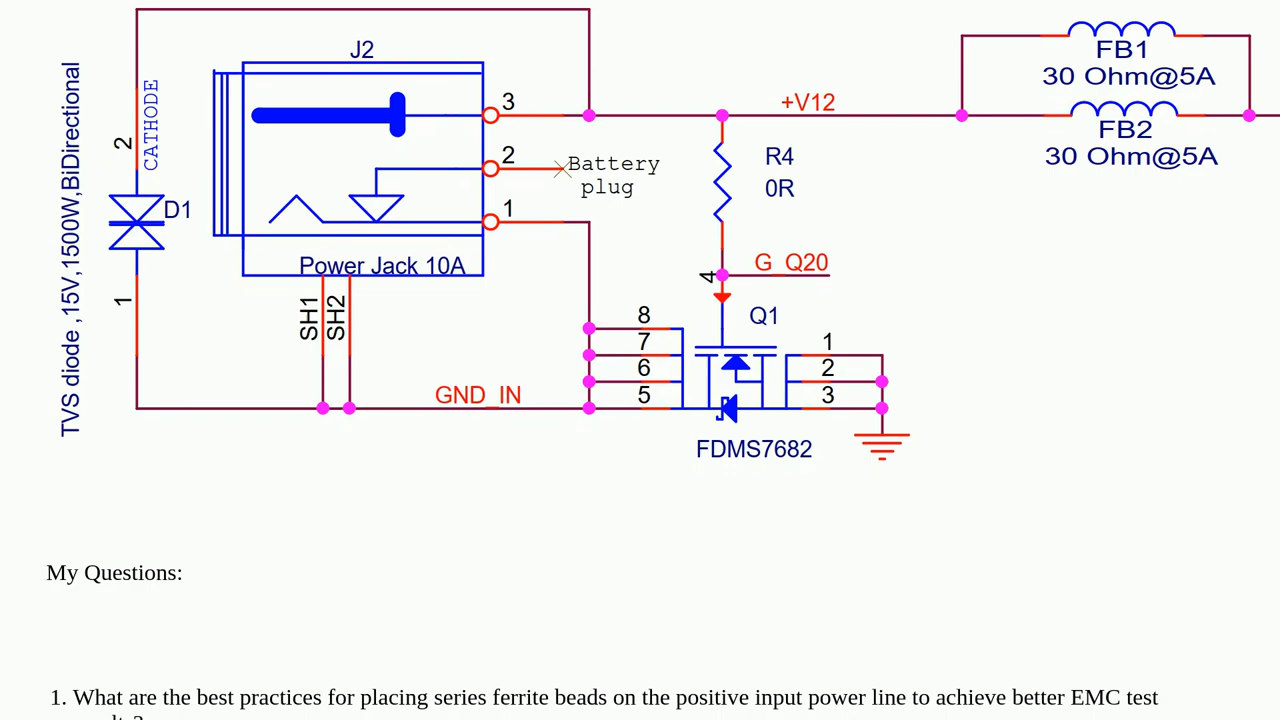 J2
FB1
30 Ohm@5A
FB2
30 Ohm@5A
+V12
3
2
1
Battery
plug
CATHODE
2
D1
1
TVS diode ,15V,1500W,BiDirectional
Power Jack 10A
SH1
SH2
R4
0R
G_Q20
4
Q1
8
7
6
5
1
2
3
GND_IN
FDMS7682
My Questions:
1. What are the best practices for placing series ferrite beads on the positive input power line to achieve better EMC test